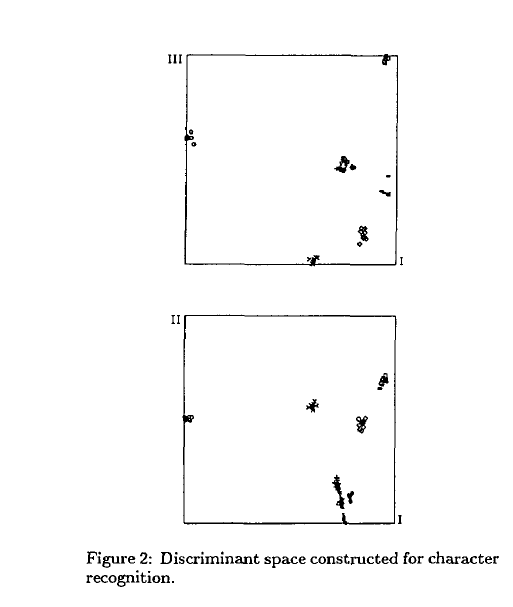 III
I
II
I
Figure 2: Discriminant space constructed for character
recognition.